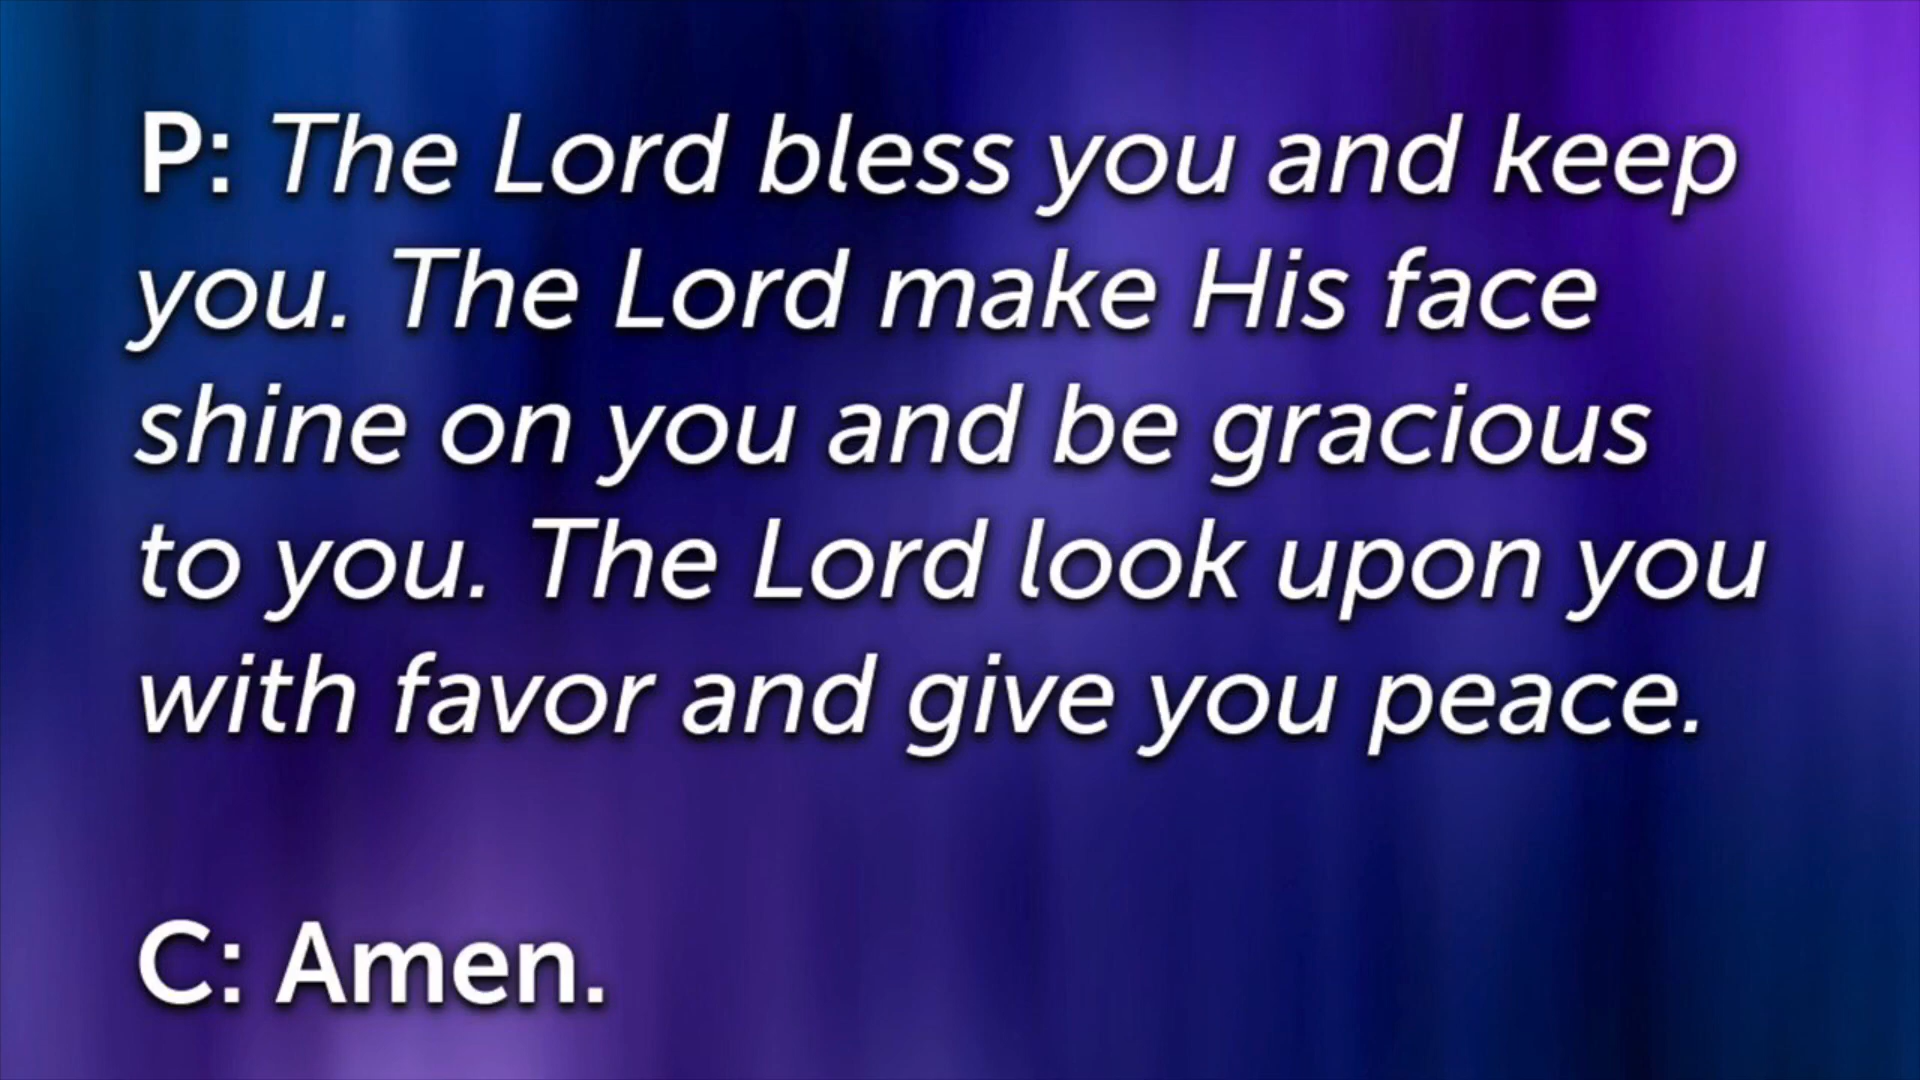 P: The Lord bless you and keep
you. The Lord make His face
shine on you and be gracious
to you. The Lord look upon you
with favor and give you peace.
C: Amen.